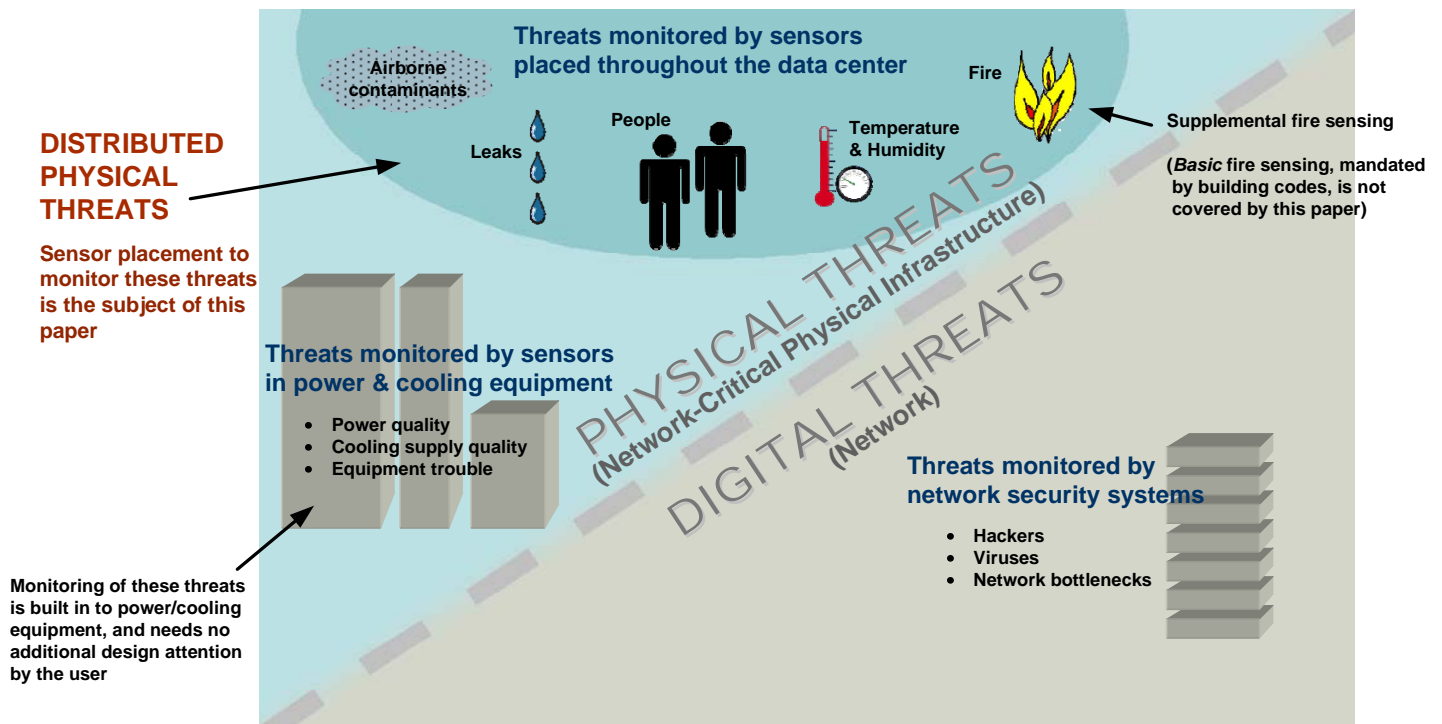 Threats monitored by sensors
placed throughout the data center
Airborne
contaminants
Fire
People
Leaks
Temperature
& Humidity
Supplemental fire sensing
(Basic fire sensing, mandated
by building codes, is not
covered by this paper)
DISTRIBUTED
PHYSICAL
THREATS
Sensor placement to
monitor these threats
is the subject of this
paper
PHYSICAL THREATS
(Network-Critical Physical Infrastructure)
DIGITAL THREATS
(Network)
Threats monitored by sensors
in power & cooling equipment
• Power quality
• Cooling supply quality
• Equipment trouble
Threats monitored by
network security systems
• Hackers
• Viruses
• Network bottlenecks
Monitoring of these threats
is built in to power/cooling
equipment, and needs no
additional design attention
by the user